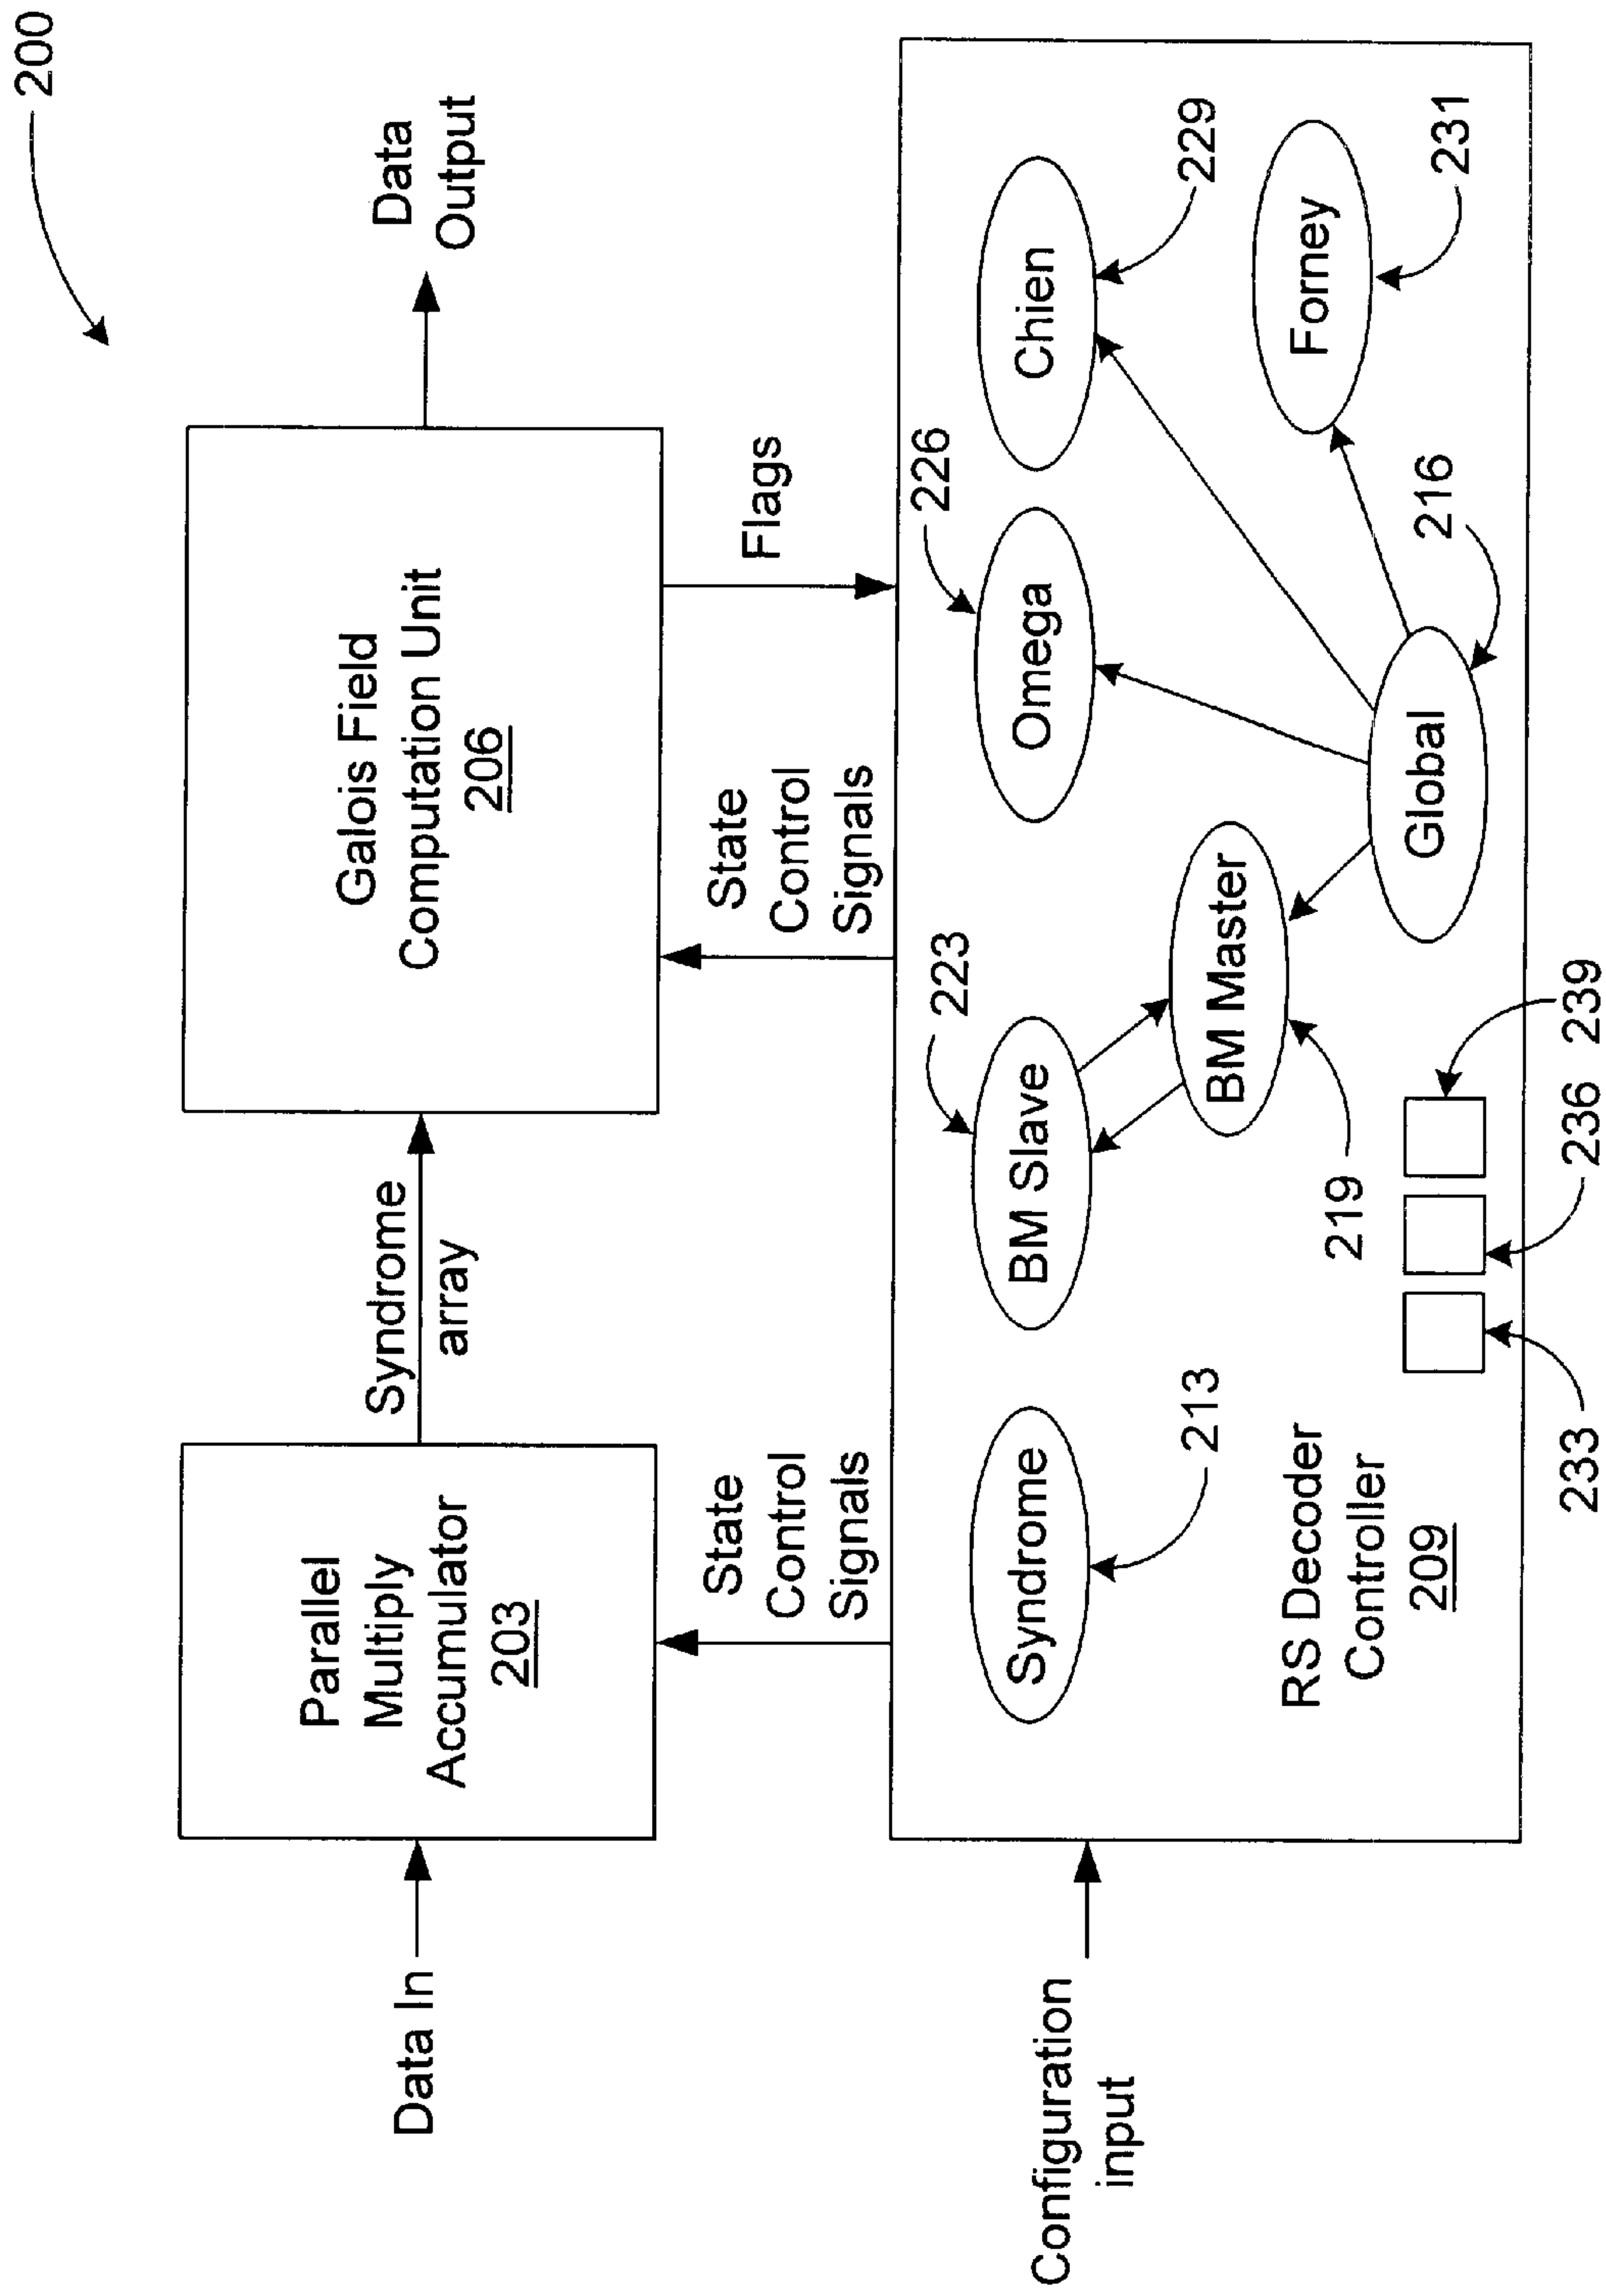 200
Data In
Parallel
Multiply
Accumulator
203
Syndrome
array
Galois Field
Computation Unit
206
Data
Output
State
Control
Signals
State
Control
Signals
Flags
Configuration
input
Syndrome
213
BM Slave
223
BM Master
219
Omega
226
Chien
229
Forney
231
Global
216
RS Decoder
Controller
209
233
236
239